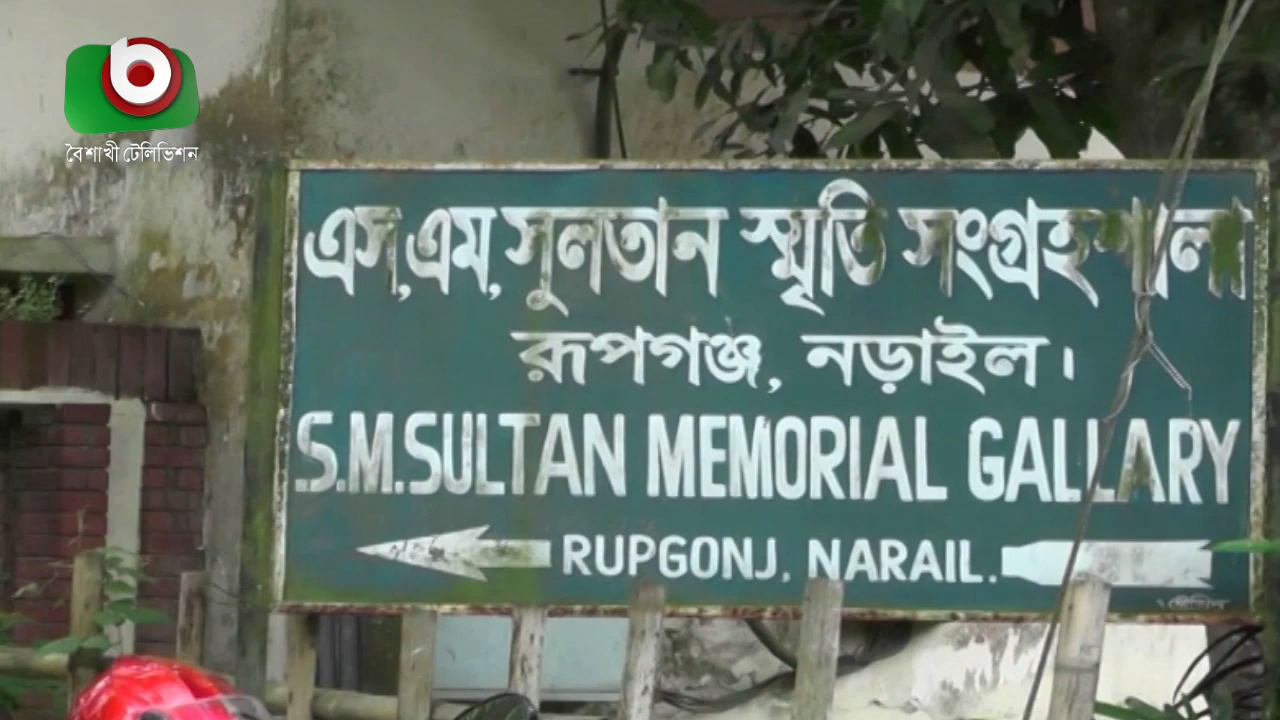 বৈশাখী টেলিভিশন
এস,এম,সুলতান স্মৃতি সংগ্রহশালা
রূপগঞ্জ, নড়াইল।
S.M.SULTAN MEMORIAL GALLARY
RUPGONJ, NARAIL.